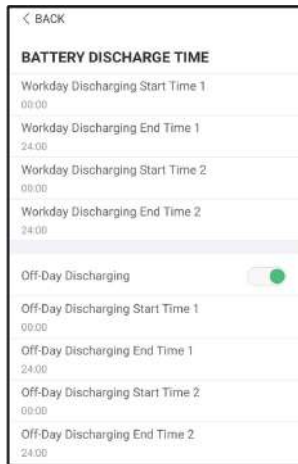 < BACK
BATTERY DISCHARGE TIME
Workday Discharging Start Time 1
00:00
Workday Discharging End Time 1
24:00
Workday Discharging Start Time 2
00:00
Workday Discharging End Time 2
24:00
Off-Day Discharging
Off-Day Discharging Start Time 1
00:00
Off-Day Discharging End Time 1
24:00
Off-Day Discharging Start Time 2
00:00
Off-Day Discharging End Time 2
24:00